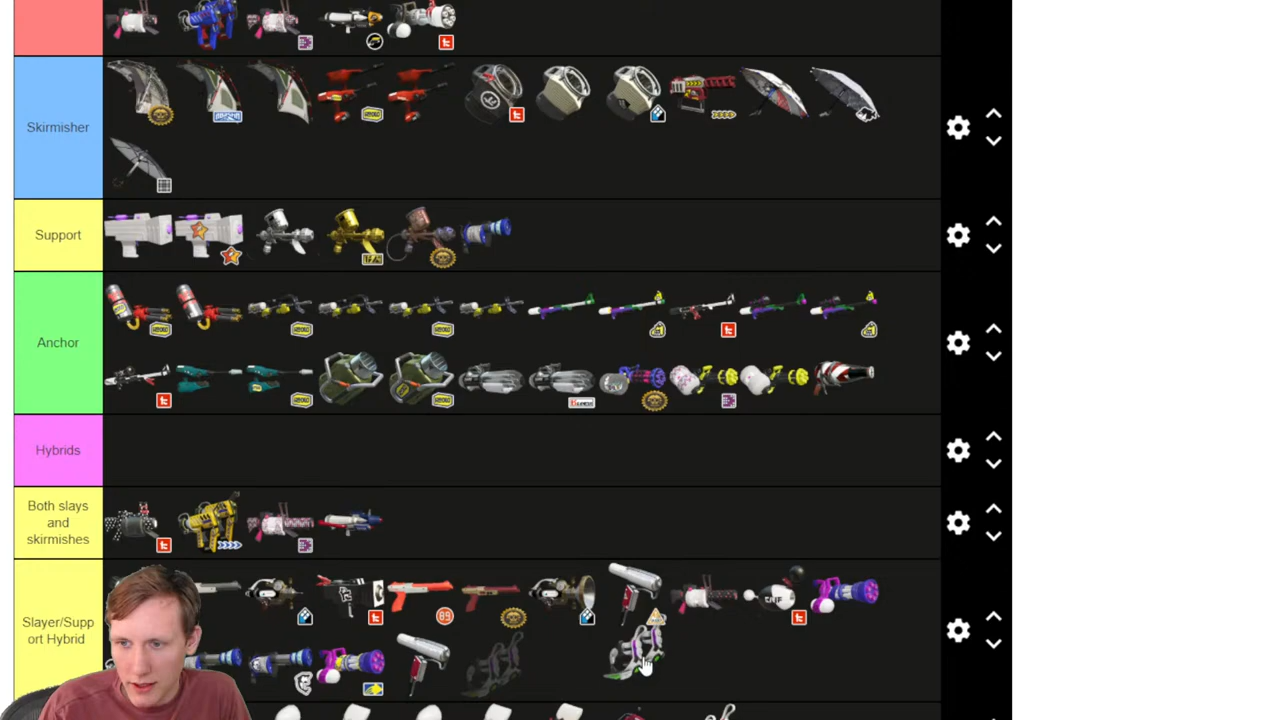 Skirmisher
Support
Anchor
Hybrids
Both slays
and
skirmishes
Slayer/Supp
ort Hybrid